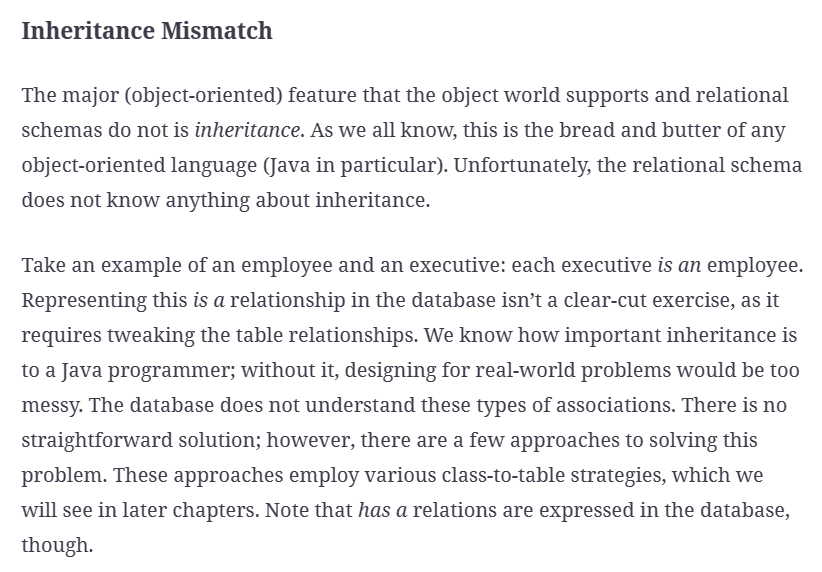 Inheritance Mismatch
The major (object-oriented) feature that the object world supports and relational
schemas do not is inheritance. As we all know, this is the bread and butter of any
object-oriented language (Java in particular). Unfortunately, the relational schema
does not know anything about inheritance.
Take an example of an employee and an executive: each executive is an employee.
Representing this is a relationship in the database isn’t a clear-cut exercise, as it
requires tweaking the table relationships. We know how important inheritance is
to a Java programmer; without it, designing for real-world problems would be too
messy. The database does not understand these types of associations. There is no
straightforward solution; however, there are a few approaches to solving this
problem. These approaches employ various class-to-table strategies, which we
will see in later chapters. Note that has a relations are expressed in the database,
though.